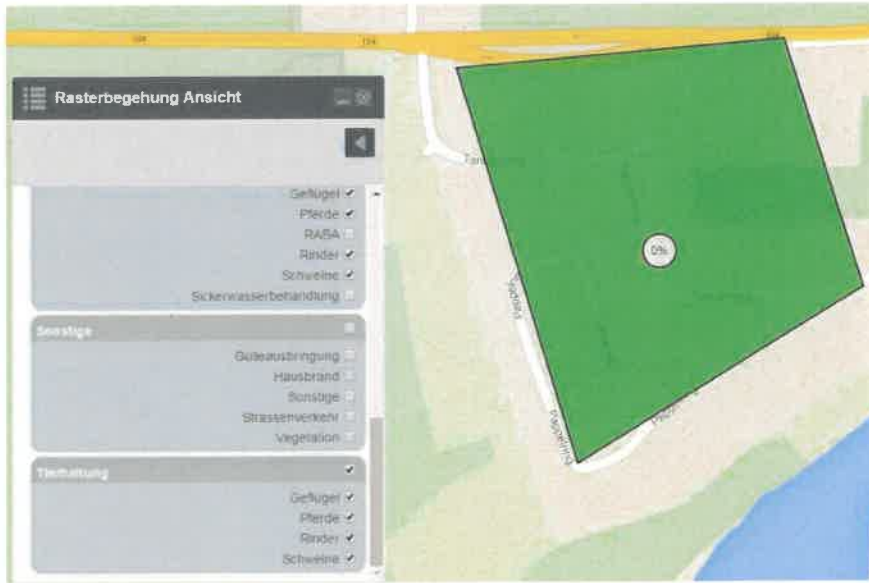 Rasterbegehung Ansicht
Geflügel
Pferde
RABA
Rinder
Schweine
Sickerwasserbehandlung
Sonstige
Gülleausbringung
Hausbrand
Sonstige
Strassenverkehr
Vegetation
Tierhaltung
Geflügel
Pferde
Rinder
Schweine
0%